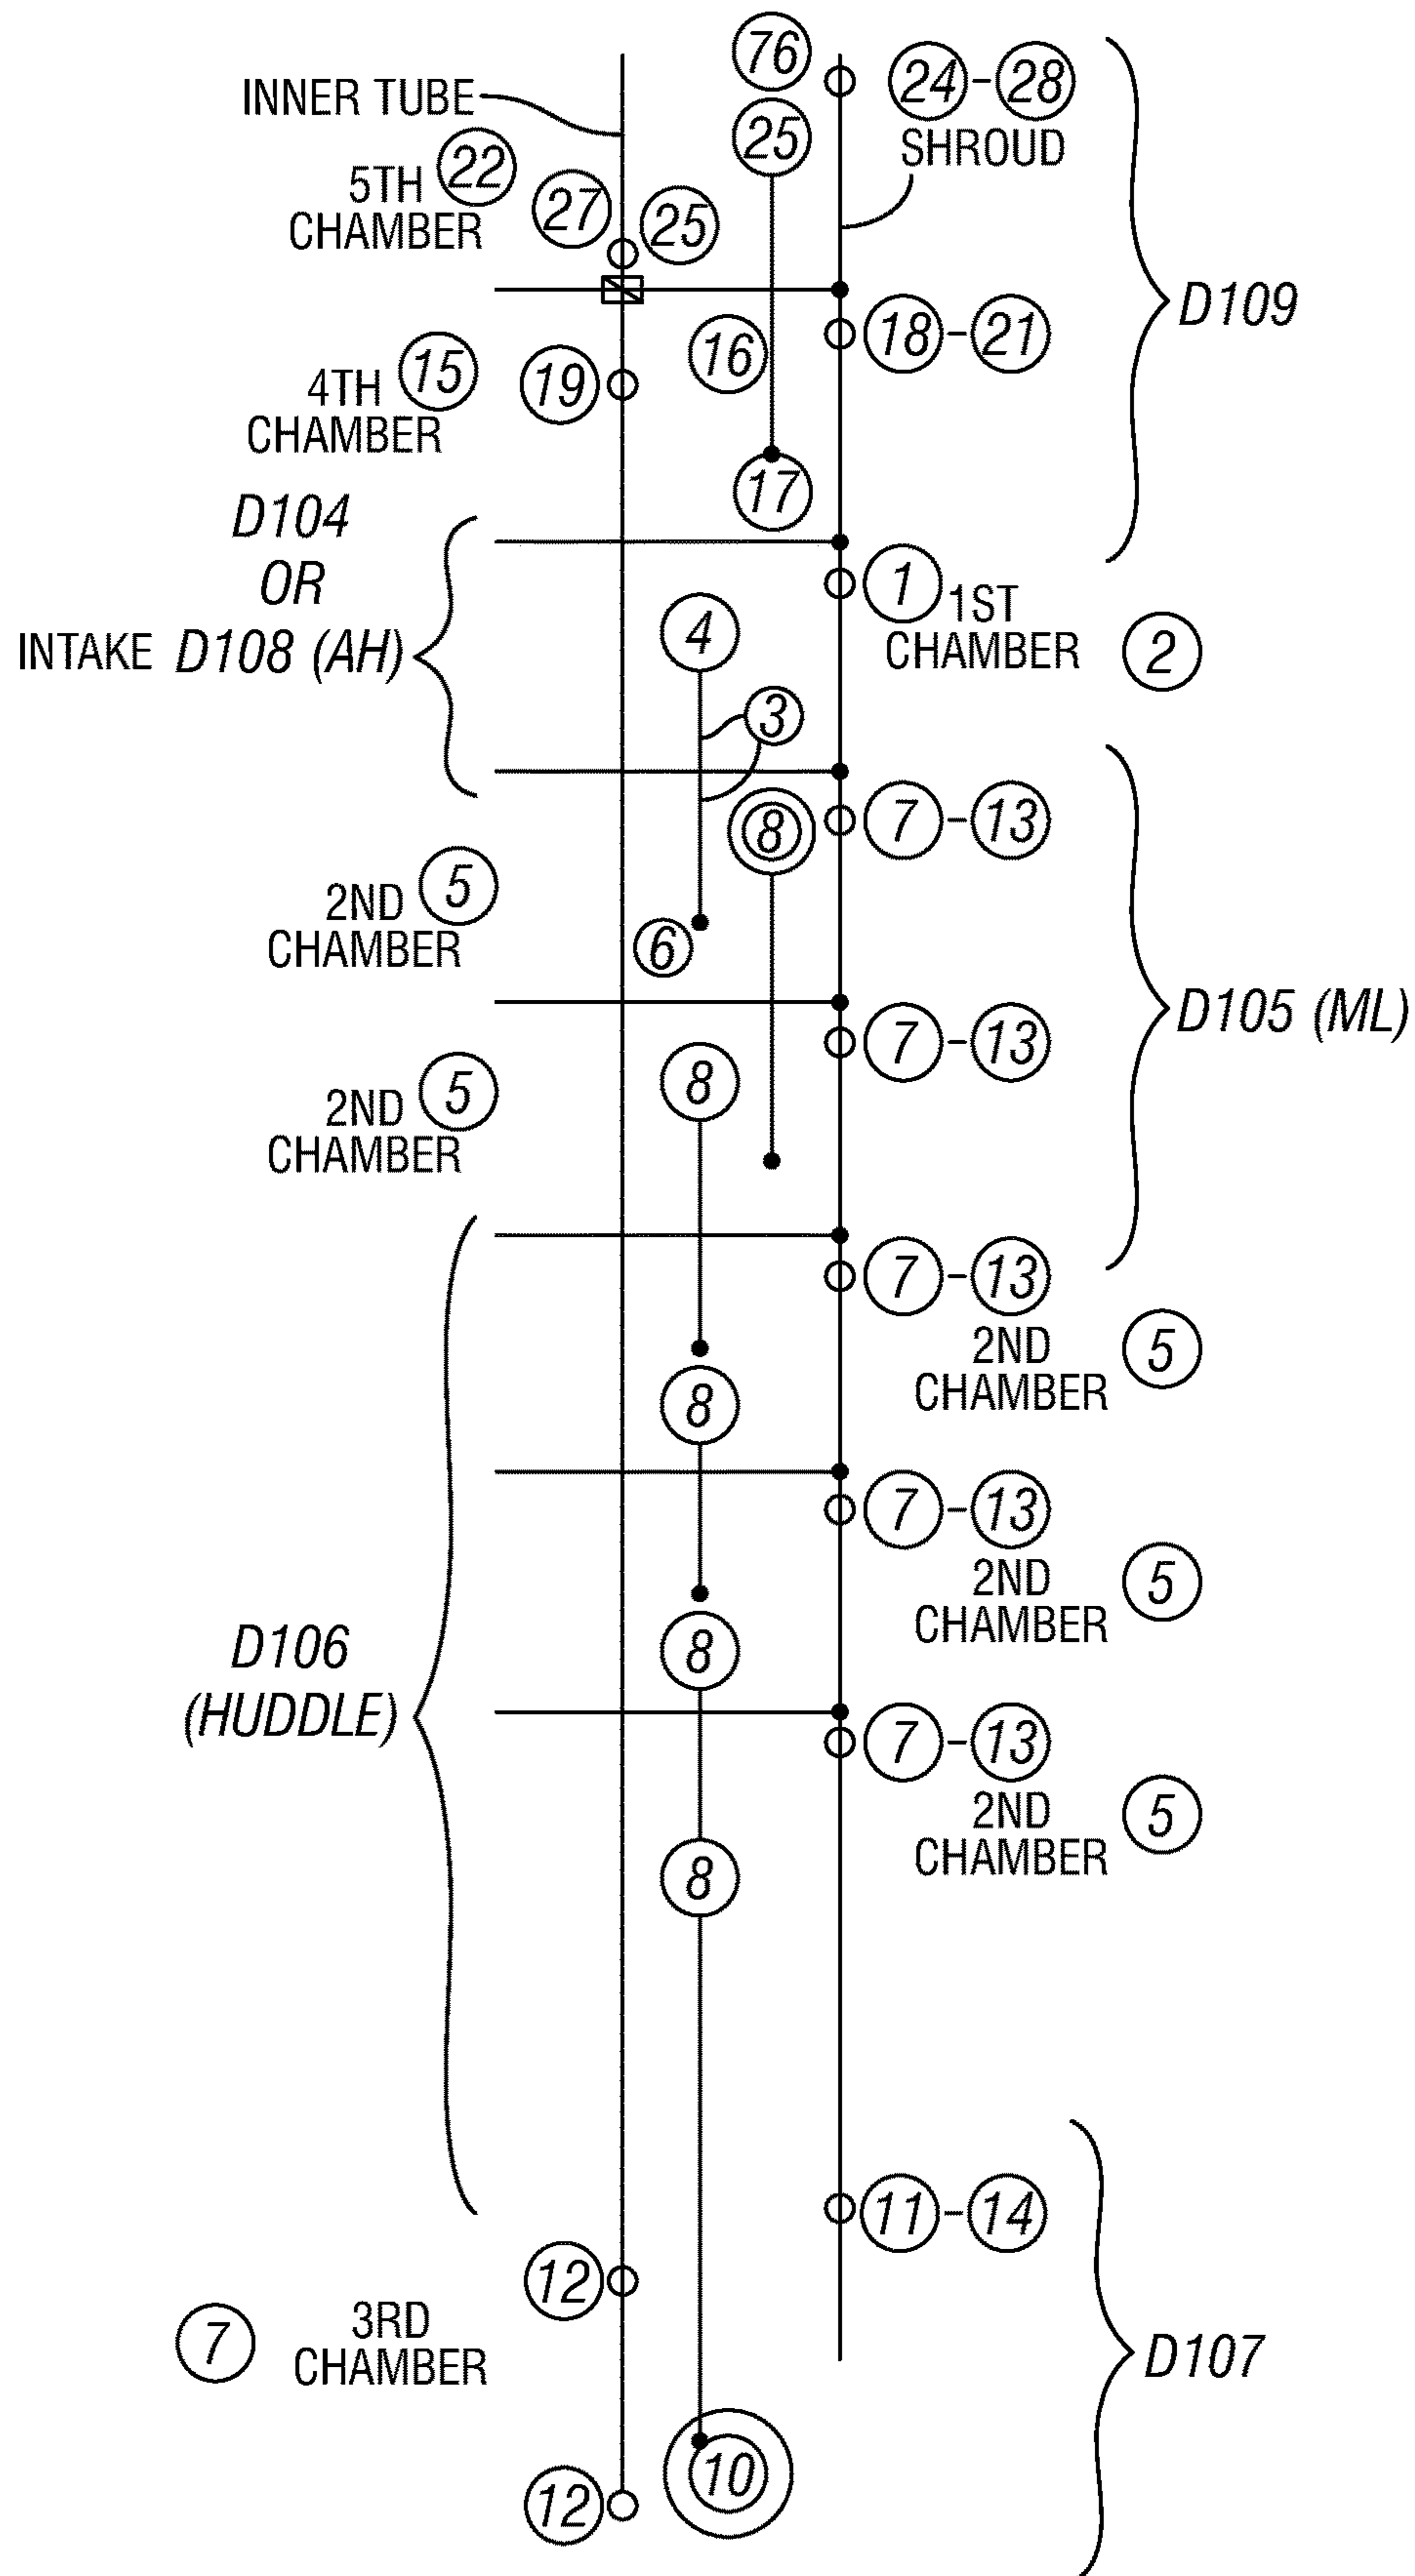 76
24-28
INNER TUBE
25
SHROUD
5TH 22
CHAMBER
27
25
D109
16
18-21
4TH 15
CHAMBER
19
17
D104
OR
INTAKE D108 (AH)
1 1ST
CHAMBER 2
4
3
8
7-13
2ND 5
CHAMBER
6
D105 (ML)
7-13
8
2ND 5
CHAMBER
7-13
2ND
CHAMBER 5
8
7-13
2ND
CHAMBER 5
D106
(HUDDLE)
8
7-13
2ND
CHAMBER 5
8
11-14
12
7 3RD
CHAMBER
D107
10
12